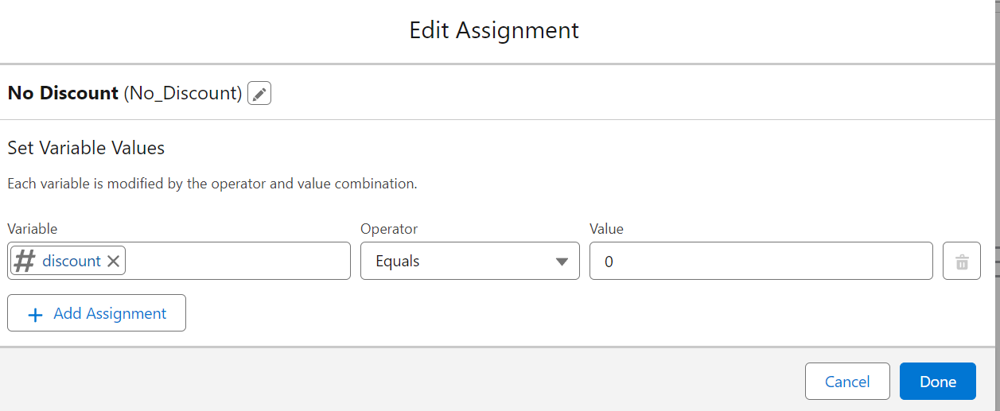 Edit Assignment
No Discount (No_Discount)
Set Variable Values
Each variable is modified by the operator and value combination.
Variable Operator Value
# discount Equals 0
+ Add Assignment
Cancel Done